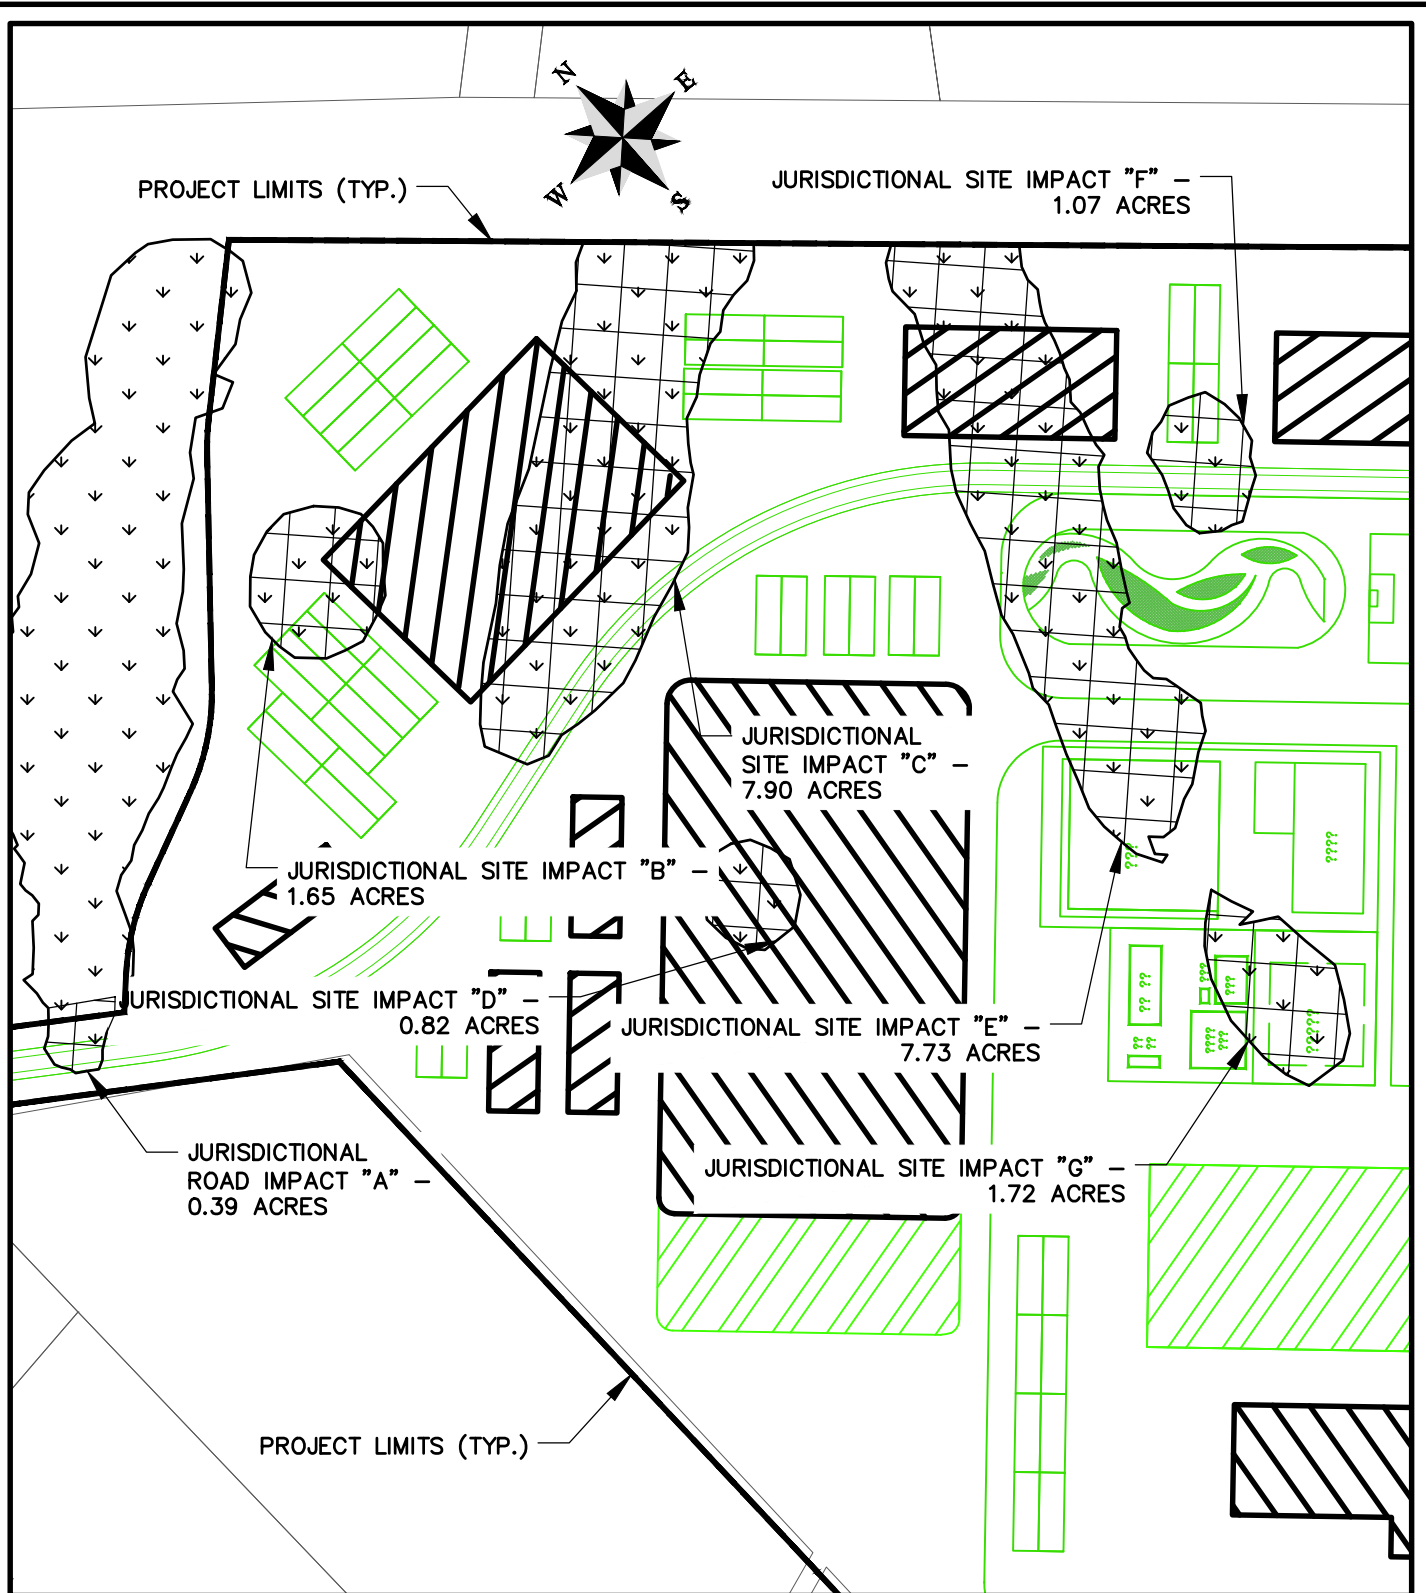 N
E
W
S
PROJECT LIMITS (TYP.)
JURISDICTIONAL SITE IMPACT "F" –
1.07 ACRES
JURISDICTIONAL
SITE IMPACT "C" –
7.90 ACRES
JURISDICTIONAL SITE IMPACT "B" –
1.65 ACRES
????
???
JURISDICTIONAL SITE IMPACT "D" –
0.82 ACRES
JURISDICTIONAL SITE IMPACT "E" –
7.73 ACRES
?? ??
???
???
?? ??
?? ??
???? ???
?????
JURISDICTIONAL
ROAD IMPACT "A" –
0.39 ACRES
JURISDICTIONAL SITE IMPACT "G" –
1.72 ACRES
PROJECT LIMITS (TYP.)